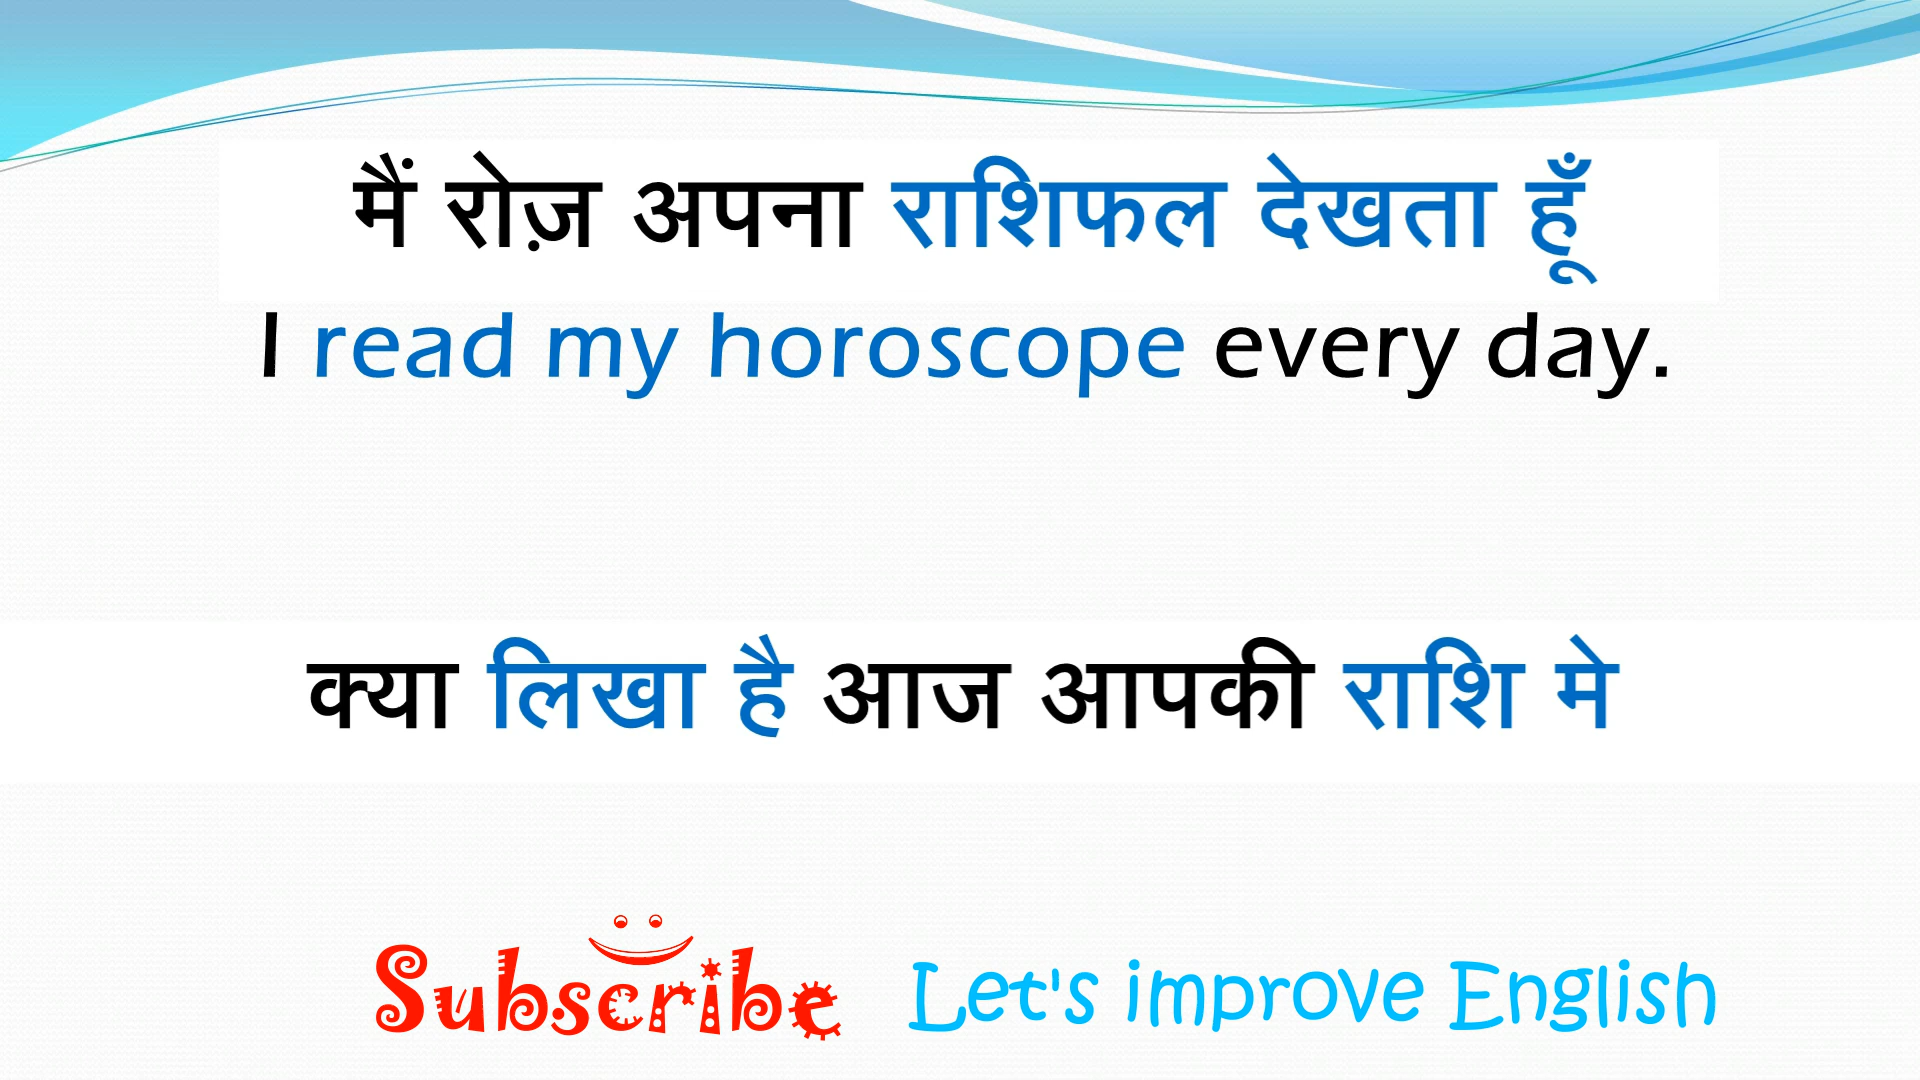 मैं रोज़ अपना राशिफल देखता हूँ
I read my horoscope every day.
क्या लिखा है आज आपकी राशि मे
Subscribe Let's improve English